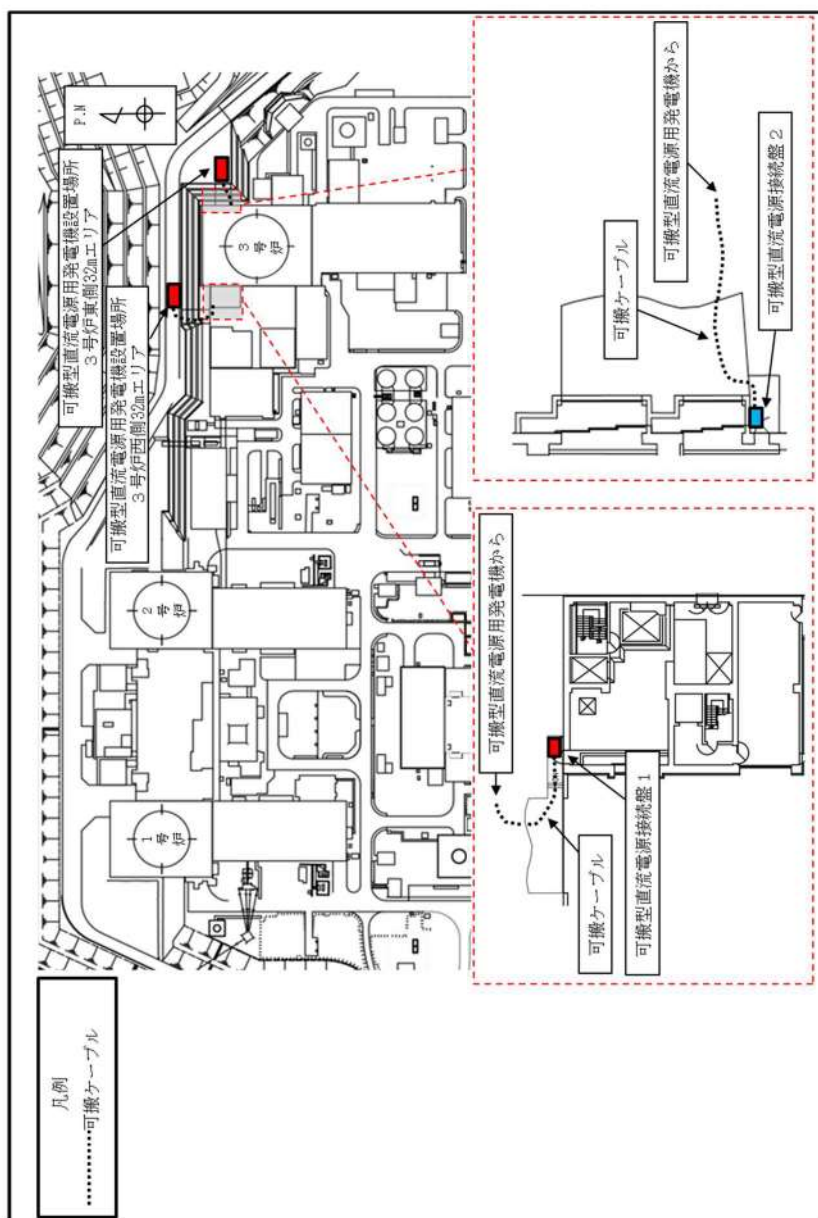 凡例
可搬ケーブル
P.N
可搬型直流電源用発電機設置場所
3号炉東側32mエリア
可搬型直流電源用発電機設置場所
3号炉西側32mエリア
1号炉
2号炉
3号炉
可搬型直流電源用発電機から
可搬ケーブル
可搬型直流電源接続盤1
可搬型直流電源用発電機から
可搬ケーブル
可搬型直流電源接続盤2